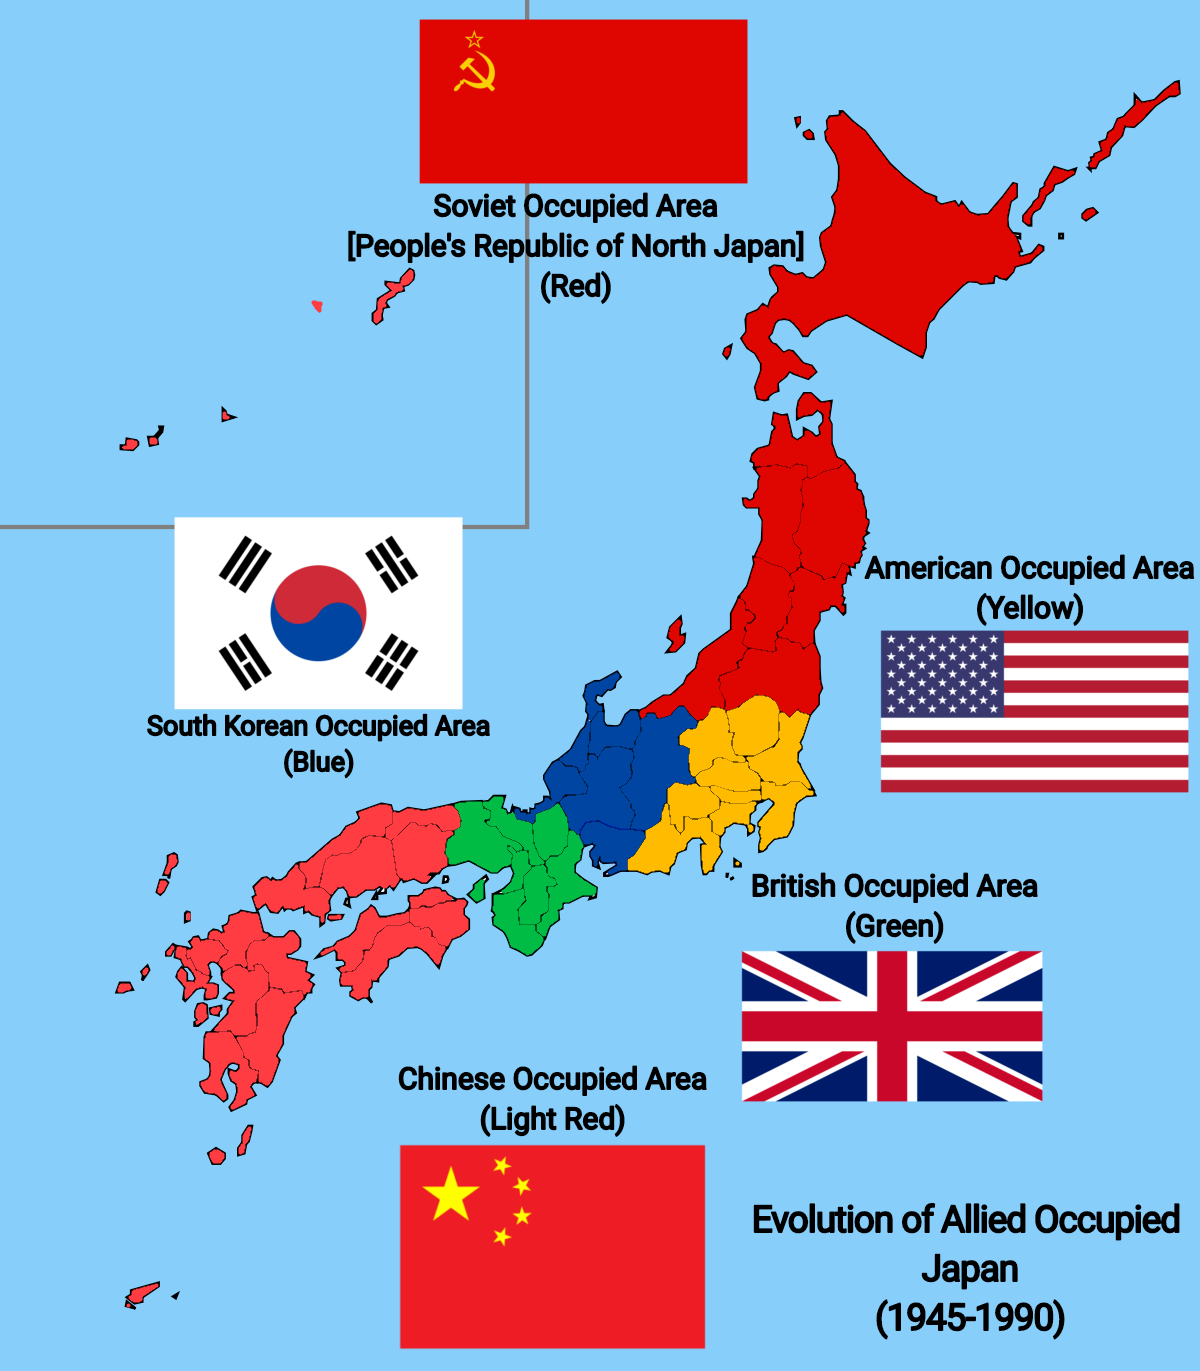 Soviet Occupied Area
[People's Republic of North Japan]
(Red)
American Occupied Area
(Yellow)
South Korean Occupied Area
(Blue)
British Occupied Area
(Green)
Chinese Occupied Area
(Light Red)
Evolution of Allied Occupied
Japan
(1945-1990)